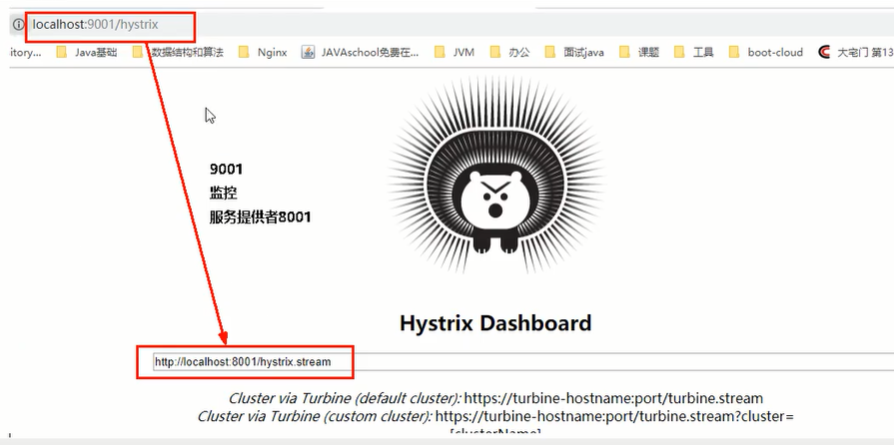 localhost:9001/hystrix
itory... Java基础 数据结构和算法 Nginx JAVAschool免费在... JVM 办公 面试java 课题 工具 boot-cloud 大宅门 第13
9001
监控
服务提供者8001
Hystrix Dashboard
http://localhost:8001/hystrix.stream
Cluster via Turbine (default cluster): https://turbine-hostname:port/turbine.stream
Cluster via Turbine (custom cluster): https://turbine-hostname:port/turbine.stream?cluster=
[clusterName]